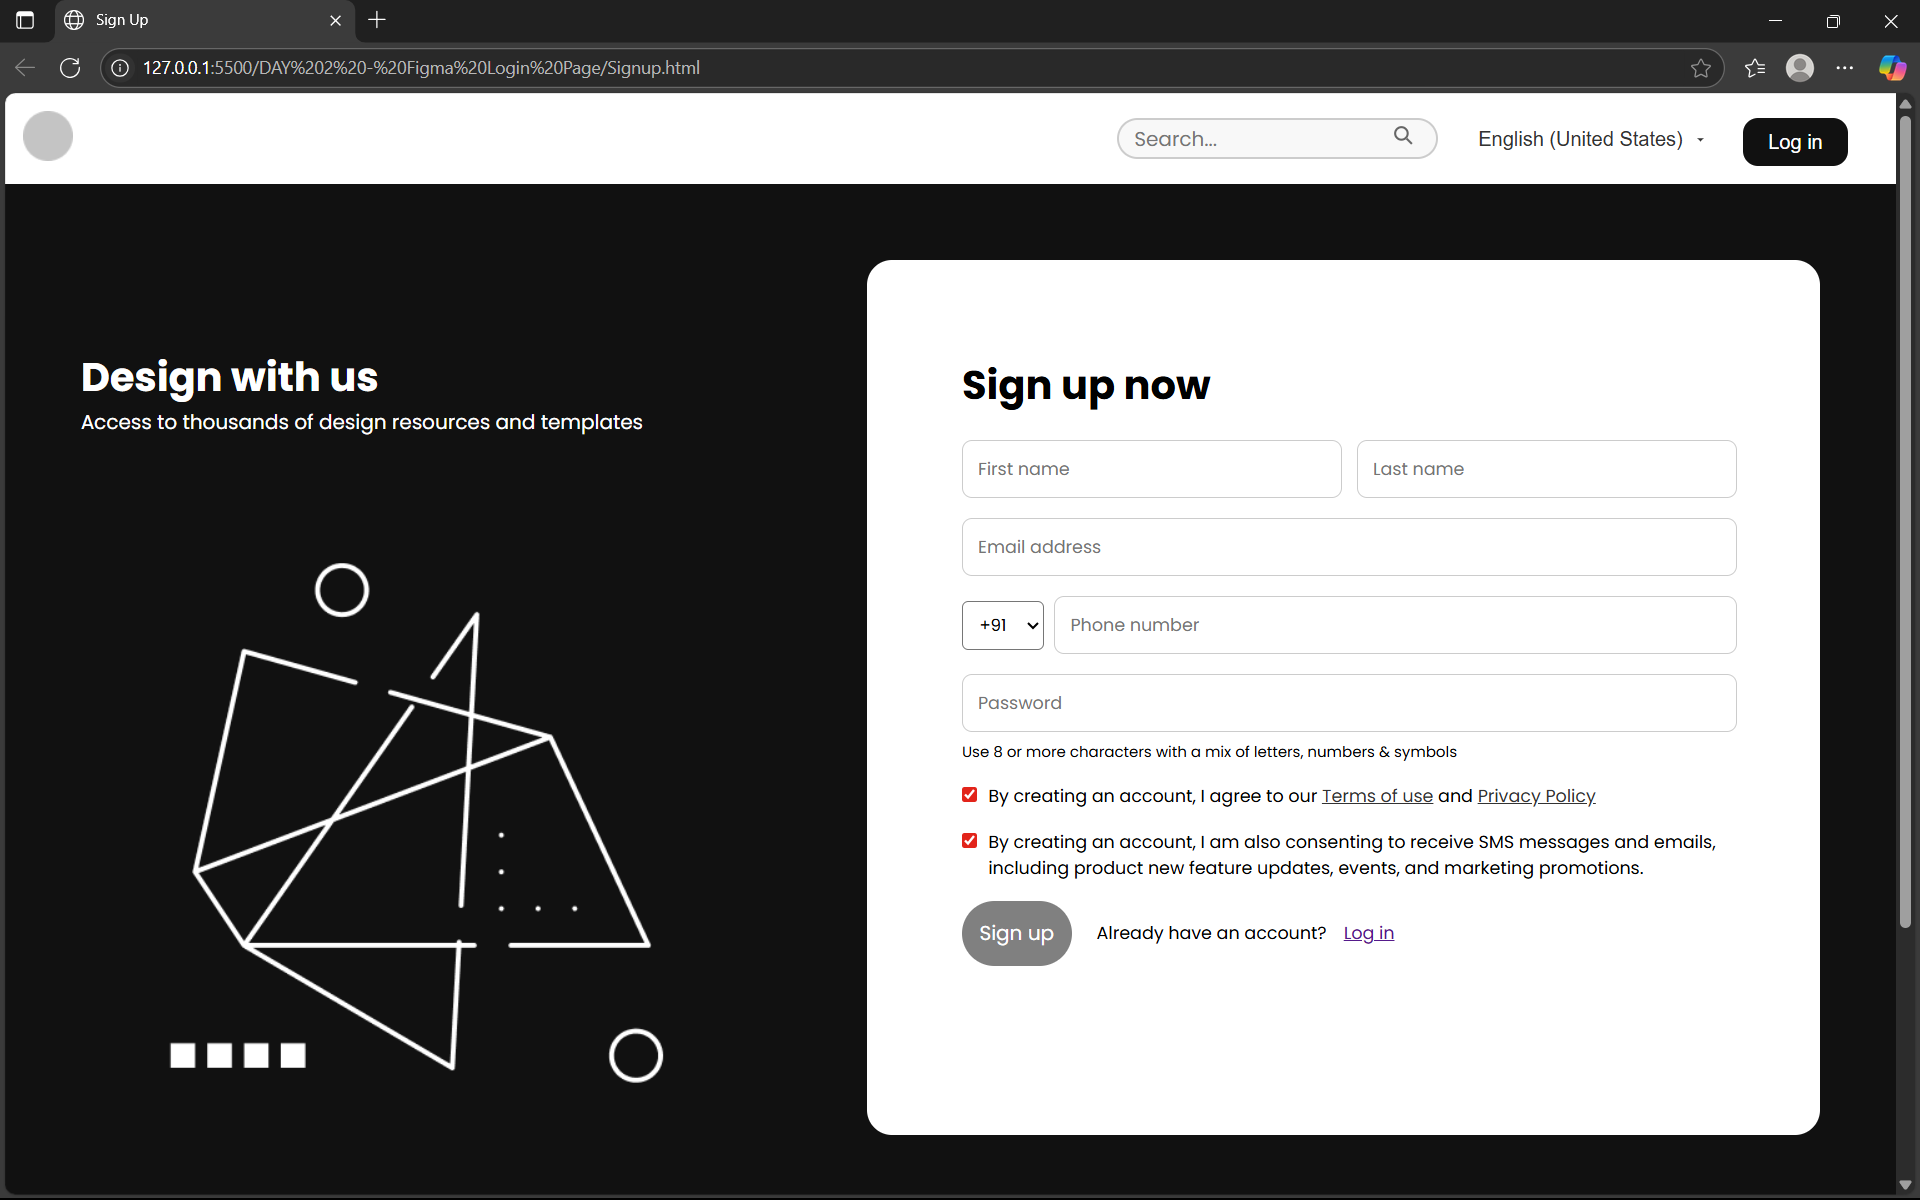 Sign Up
127.0.0.1:5500/DAY%202%20-%20Figma%20Login%20Page/Signup.html
Search...
English (United States)
Log in
Design with us
Access to thousands of design resources and templates
Sign up now
First name
Last name
Email address
+91
Phone number
Password
Use 8 or more characters with a mix of letters, numbers & symbols
By creating an account, I agree to our Terms of use and Privacy Policy
By creating an account, I am also consenting to receive SMS messages and emails,
including product new feature updates, events, and marketing promotions.
Sign up
Already have an account? Log in